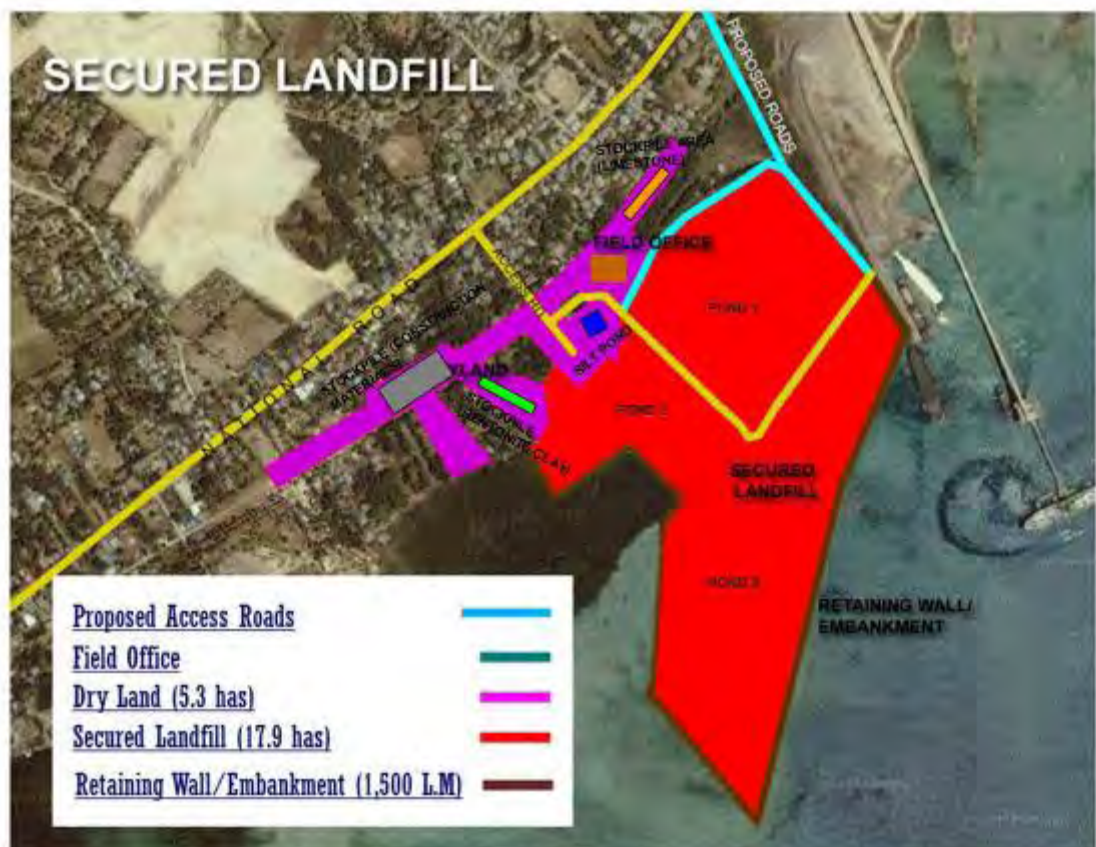 SECURED LANDFILL
PROPOSED ROADS
STOCKPILE AREA
(LIMESTONE)
FIELD OFFICE
ACCESS RD
NATIONAL ROAD
POND 1
STOCKPILE (CONSTRUCTION
MATERIALS)
SILT POND
STOCKPILE
(BENTONITE CLAY)
POND 2
SECURED
LANDFILL
POND 3
RETAINING WALL/
EMBANKMENT
Proposed Access Roads
Field Office
Dry Land (5.3 has)
Secured Landfill (17.9 has)
Retaining Wall/Embankment (1,500 L.M)